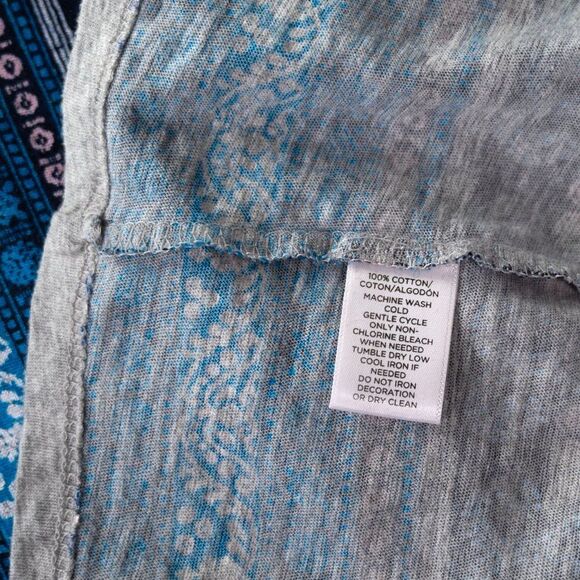 100% COTTON/
COTON/ALGODÓN
MACHINE WASH
COLD
GENTLE CYCLE
ONLY NON-
CHLORINE BLEACH
WHEN NEEDED
TUMBLE DRY LOW
COOL IRON IF
NEEDED
DO NOT IRON
DECORATION
OR DRY CLEAN